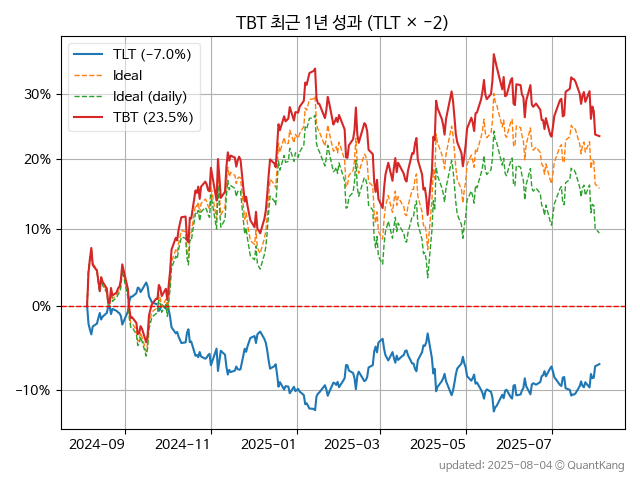 TBT 최근 1년 성과 (TLT × −2)
TLT (−7.0%)
Ideal
Ideal (daily)
TBT (23.5%)
30%
20%
10%
0%
−10%
2024-09
2024-11
2025-01
2025-03
2025-05
2025-07
updated: 2025-08-04 © QuantKang